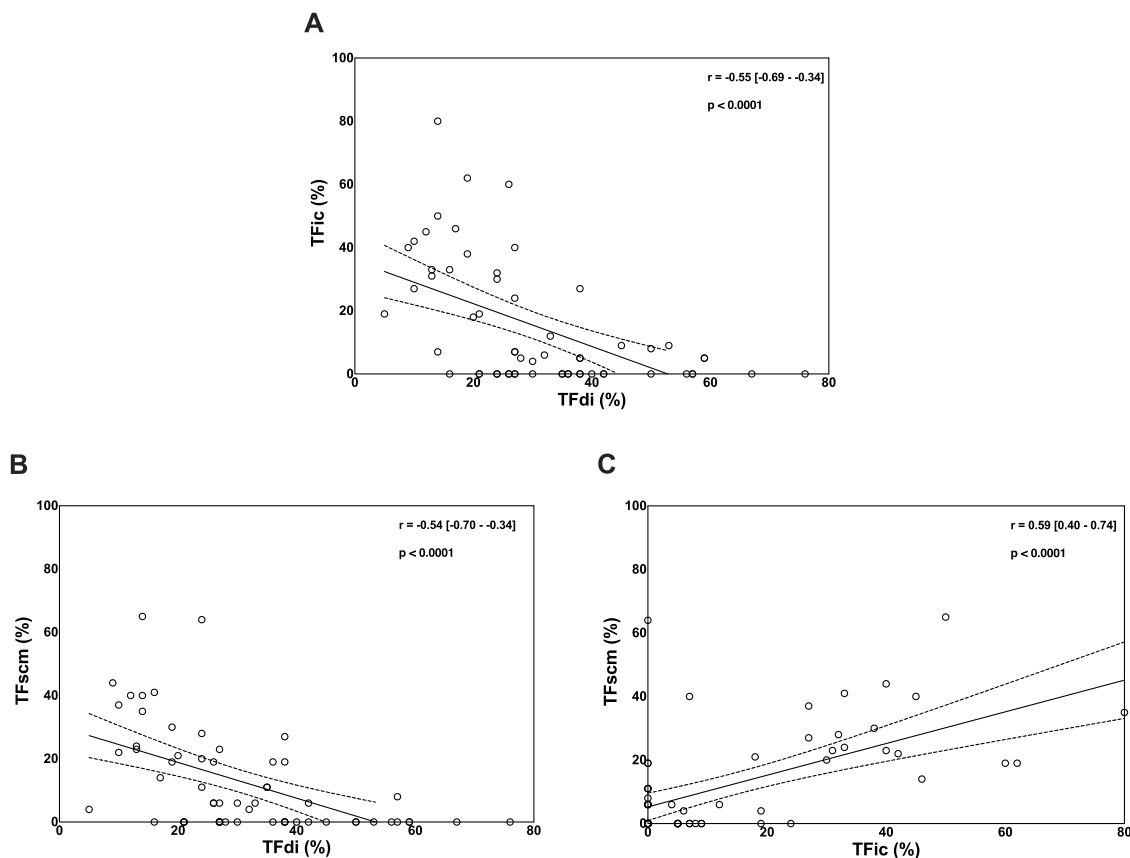 A
100
80
60
40
20
0
TFic (%)
r = -0.55 [-0.69 - -0.34]
p < 0.0001
0 20 40 60 80
TFdi (%)
B
100
80
60
40
20
0
TFscm (%)
r = -0.54 [-0.70 - -0.34]
p < 0.0001
0 20 40 60 80
TFdi (%)
C
100
80
60
40
20
0
TFscm (%)
r = 0.59 [0.40 - 0.74]
p < 0.0001
0 20 40 60 80
TFic (%)